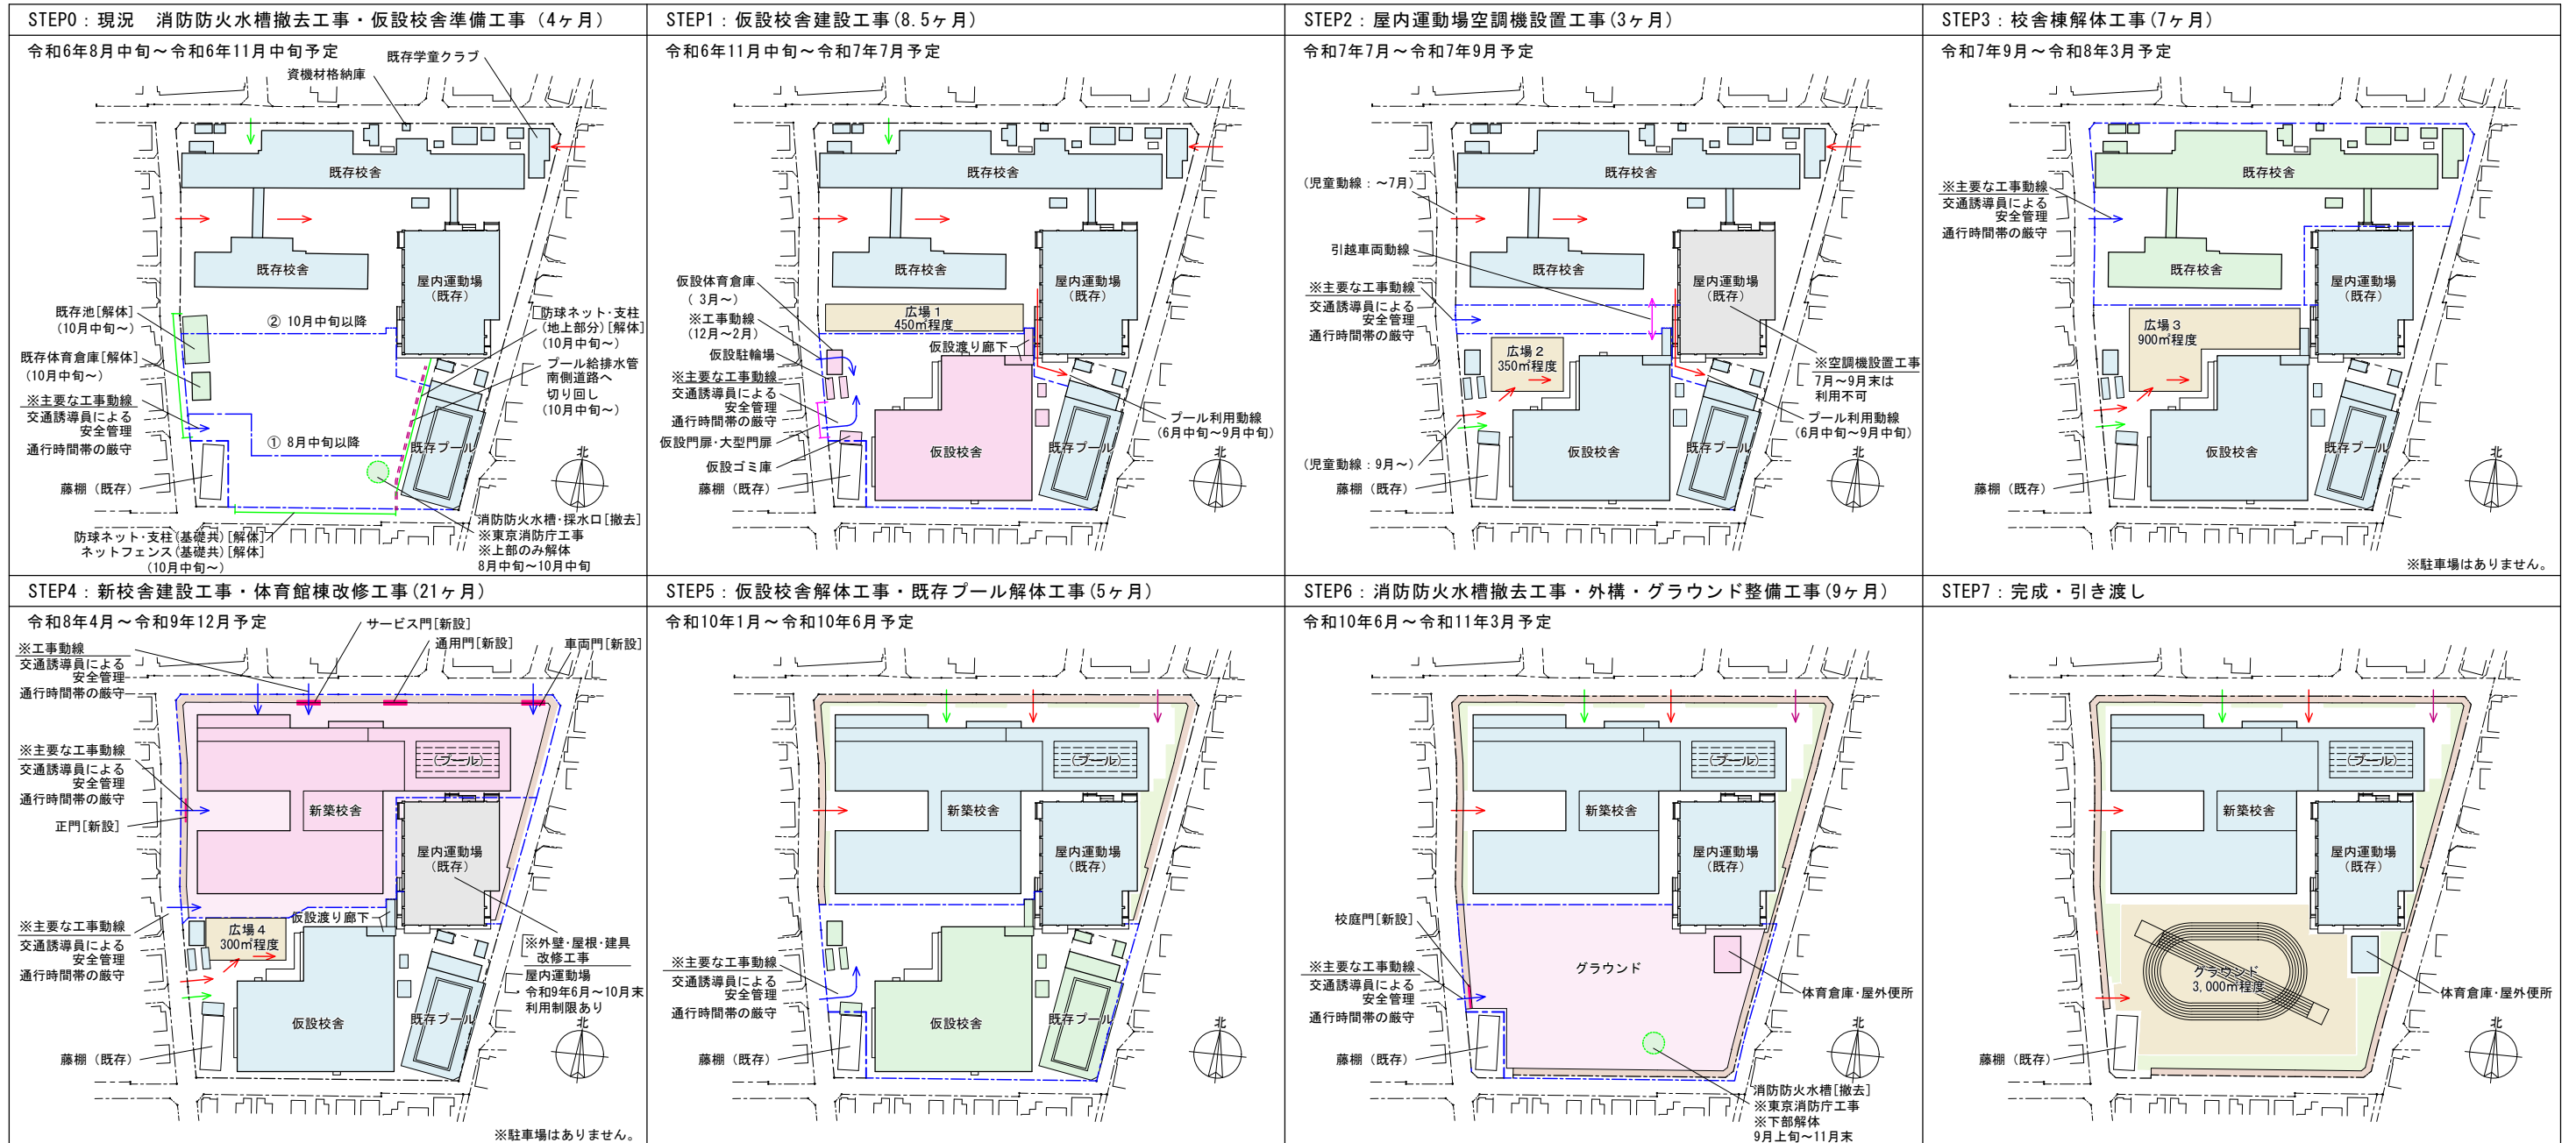 STEP0：現況　消防防火水槽撤去工事・仮設校舎準備工事（4ヶ月）
令和6年8月中旬～令和6年11月中旬予定
既存学童クラブ
資機材格納庫
既存校舎
既存校舎
屋内運動場
（既存）
既存池[解体]
（10月中旬～）
② 10月中旬以降
防球ネット・支柱
（地上部分）[解体]
（10月中旬～）
既存体育倉庫[解体]
（10月中旬～）
プール給排水管
南側道路へ
切り回し
（10月中旬～）
※主要な工事動線
交通誘導員による
安全管理
通行時間帯の厳守
① 8月中旬以降
既存プール
北
藤棚（既存）
消防防火水槽・採水口[撤去]
※東京消防庁工事
※上部のみ解体
8月中旬～10月中旬
防球ネット・支柱(基礎共)[解体]
ネットフェンス(基礎共)[解体]
（10月中旬～）
STEP1：仮設校舎建設工事(8.5ヶ月)
令和6年11月中旬～令和7年7月予定
既存校舎
既存校舎
屋内運動場
（既存）
仮設体育倉庫
（ 3月～）
広場１
450㎡程度
※工事動線
（12月～2月）
仮設渡り廊下
仮設駐輪場
※主要な工事動線
交通誘導員による
安全管理
通行時間帯の厳守
プール利用動線
（6月中旬～9月中旬）
仮設門扉・大型門扉
仮設校舎
既存プール
北
仮設ゴミ庫
藤棚（既存）
STEP2：屋内運動場空調機設置工事(3ヶ月)
令和7年7月～令和7年9月予定
既存校舎
（児童動線：～7月）
引越車両動線
既存校舎
屋内運動場
（既存）
※主要な工事動線
交通誘導員による
安全管理
通行時間帯の厳守
広場２
350㎡程度
※空調機設置工事
7月～9月末は
利用不可
プール利用動線
（6月中旬～9月中旬）
仮設校舎
既存プール
北
（児童動線：9月～）
藤棚（既存）
STEP3：校舎棟解体工事(7ヶ月)
令和7年9月～令和8年3月予定
既存校舎
※主要な工事動線
交通誘導員による
安全管理
通行時間帯の厳守
既存校舎
屋内運動場
（既存）
広場３
900㎡程度
仮設校舎
既存プール
北
藤棚（既存）
※駐車場はありません。
STEP4：新校舎建設工事・体育館棟改修工事(21ヶ月)
令和8年4月～令和9年12月予定
サービス門[新設]
通用門[新設]
車両門[新設]
※工事動線
交通誘導員による
安全管理
通行時間帯の厳守
※主要な工事動線
交通誘導員による
安全管理
通行時間帯の厳守
（プール）
新築校舎
正門[新設]
屋内運動場
（既存）
※主要な工事動線
交通誘導員による
安全管理
通行時間帯の厳守
仮設渡り廊下
広場４
300㎡程度
※外壁・屋根・建具
改修工事
屋内運動場
令和9年6月～10月末
利用制限あり
仮設校舎
既存プール
北
藤棚（既存）
※駐車場はありません。
STEP5：仮設校舎解体工事・既存プール解体工事(5ヶ月)
令和10年1月～令和10年6月予定
（プール）
新築校舎
屋内運動場
（既存）
※主要な工事動線
交通誘導員による
安全管理
通行時間帯の厳守
仮設校舎
既存プール
北
藤棚（既存）
STEP6：消防防火水槽撤去工事・外構・グラウンド整備工事(9ヶ月)
令和10年6月～令和11年3月予定
（プール）
新築校舎
屋内運動場
（既存）
校庭門[新設]
グラウンド
※主要な工事動線
交通誘導員による
安全管理
通行時間帯の厳守
体育倉庫・屋外便所
北
藤棚（既存）
消防防火水槽[撤去]
※東京消防庁工事
※下部解体
9月上旬～11月末
STEP7：完成・引き渡し
（プール）
新築校舎
屋内運動場
（既存）
グラウンド
3,000㎡程度
体育倉庫・屋外便所
北
藤棚（既存）